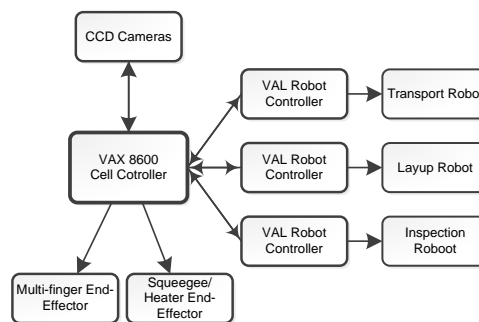 CCD Cameras
VAL Robot
Controller
Transport Robo
VAX 8600
Cell Cotroller
VAL Robot
Controller
Layup Robot
VAL Robot
Controller
Inspection
Roboot
Multi-finger End-
Effector
Squeegee/
Heater End-
Effector